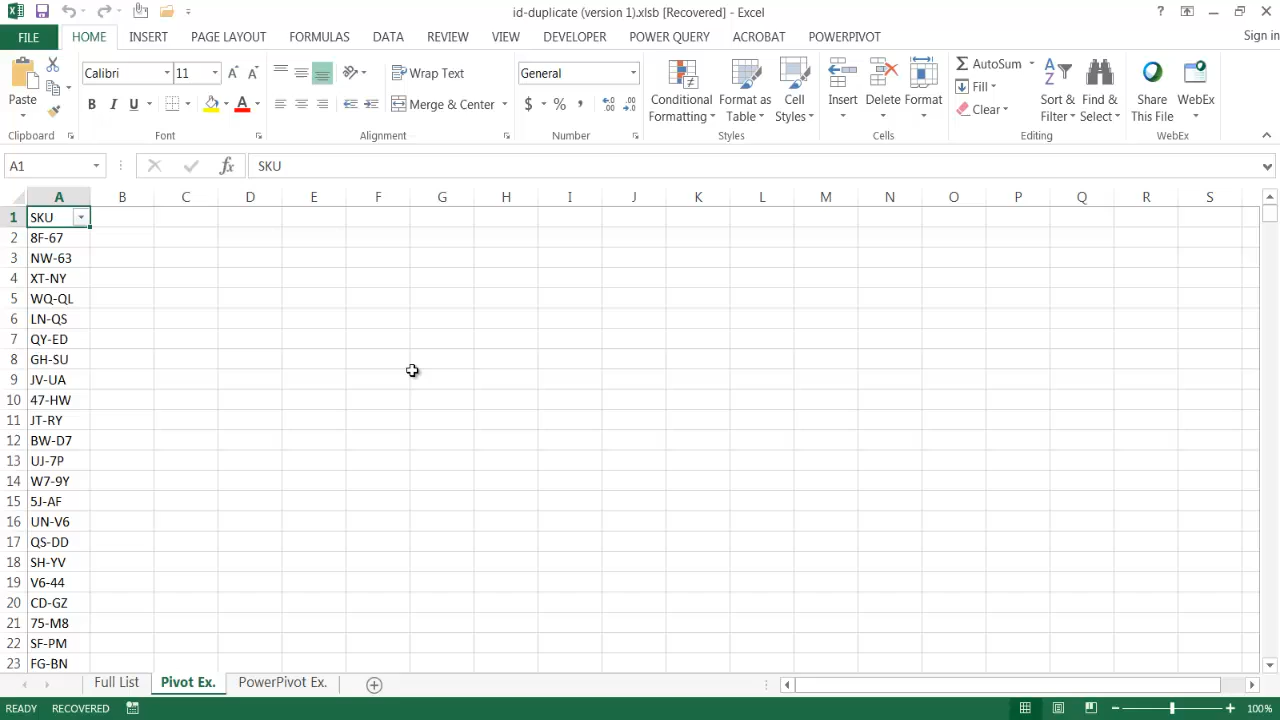 id-duplicate (version 1).xlsb [Recovered] - Excel
?
FILE HOME INSERT PAGE LAYOUT FORMULAS DATA REVIEW VIEW DEVELOPER POWER QUERY ACROBAT POWERPIVOT Sign in
Paste
Clipboard
Calibri 11
B I U
Font
Wrap Text
Merge & Center
Alignment
General
$ % ,
Number
Conditional Formatting
Format as Table
Cell Styles
Styles
Insert Delete Format
Cells
AutoSum
Fill
Clear
Sort & Filter
Find & Select
Editing
Share This File
WebEx
WebEx
A1 fx SKU
A B C D E F G H I J K L M N O P Q R S
1 SKU
2 8F-67
3 NW-63
4 XT-NY
5 WQ-QL
6 LN-QS
7 QY-ED
8 GH-SU
9 JV-UA
10 47-HW
11 JT-RY
12 BW-D7
13 UJ-7P
14 W7-9Y
15 5J-AF
16 UN-V6
17 QS-DD
18 SH-YV
19 V6-44
20 CD-GZ
21 75-M8
22 SF-PM
23 FG-BN
Full List Pivot Ex. PowerPivot Ex.
READY RECOVERED 100%